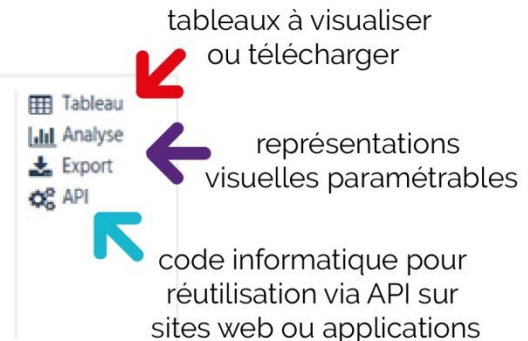 tableaux à visualiser
ou télécharger
Tableau
Analyse
Export
API
représentations
visuelles paramétrables
code informatique pour
réutilisation via API sur
sites web ou applications